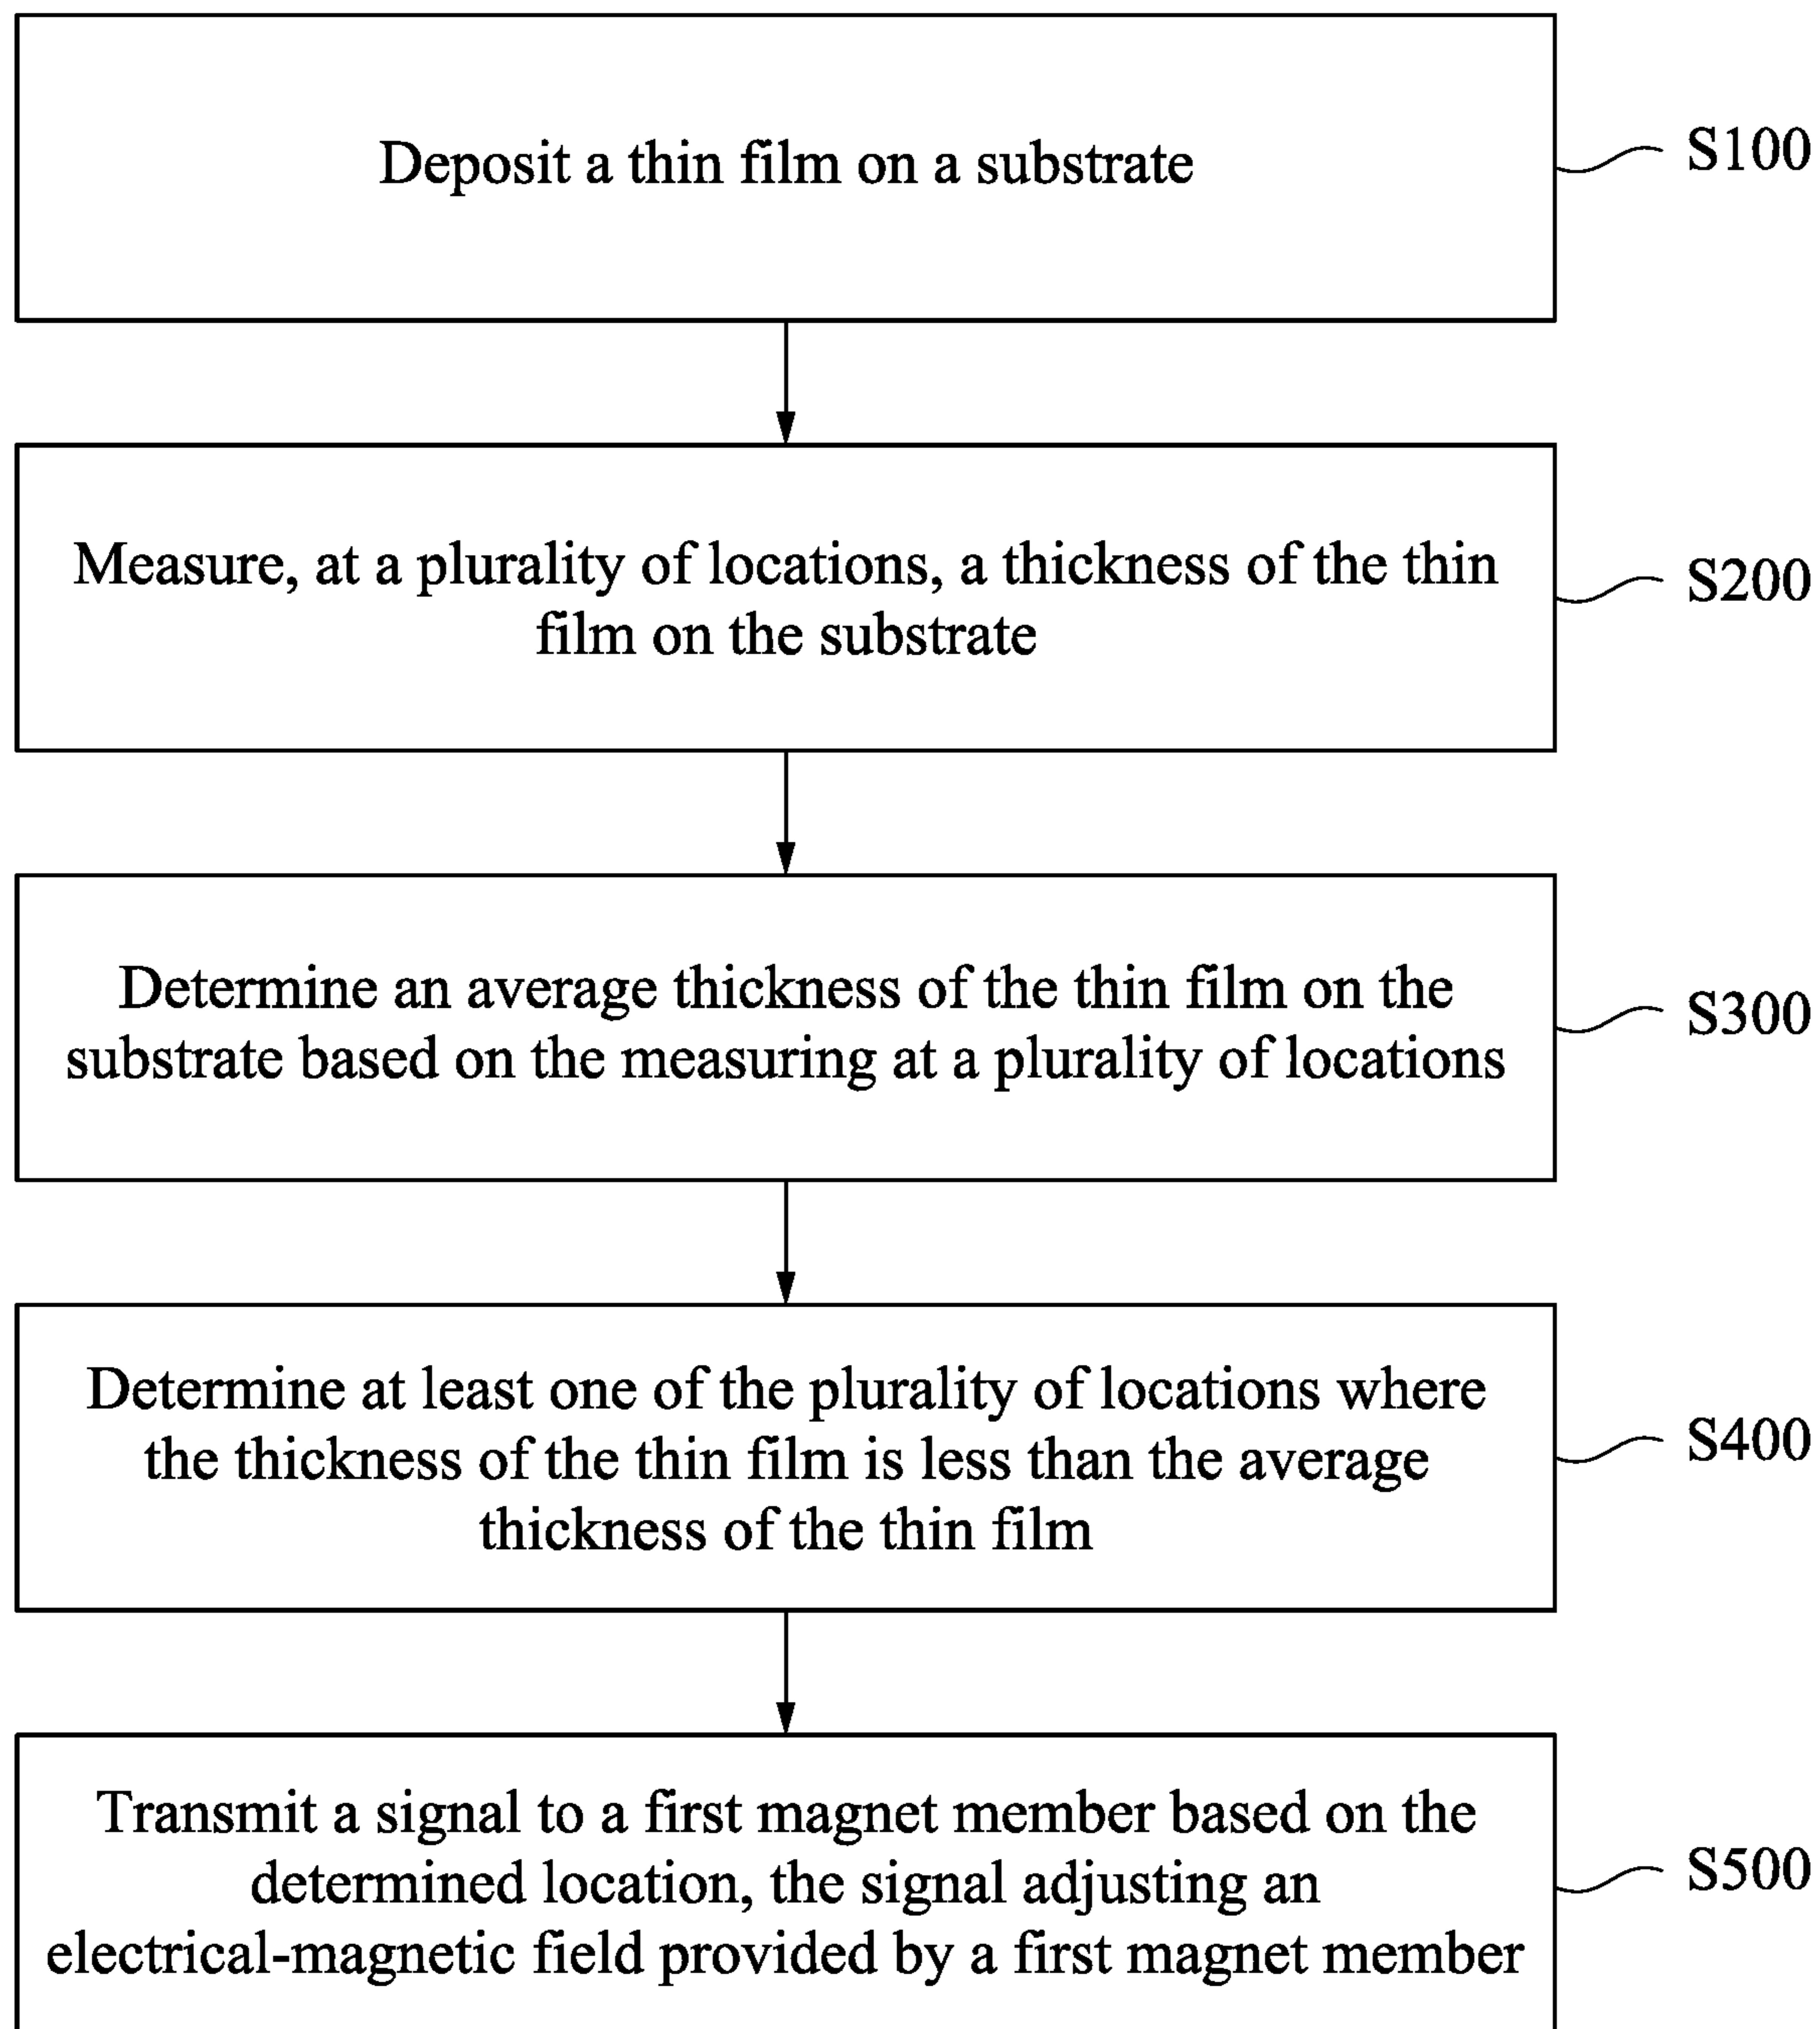 Deposit a thin film on a substrate
S100
Measure, at a plurality of locations, a thickness of the thin
film on the substrate
S200
Determine an average thickness of the thin film on the
substrate based on the measuring at a plurality of locations
S300
Determine at least one of the plurality of locations where
the thickness of the thin film is less than the average
thickness of the thin film
S400
Transmit a signal to a first magnet member based on the
determined location, the signal adjusting an
electrical-magnetic field provided by a first magnet member
S500